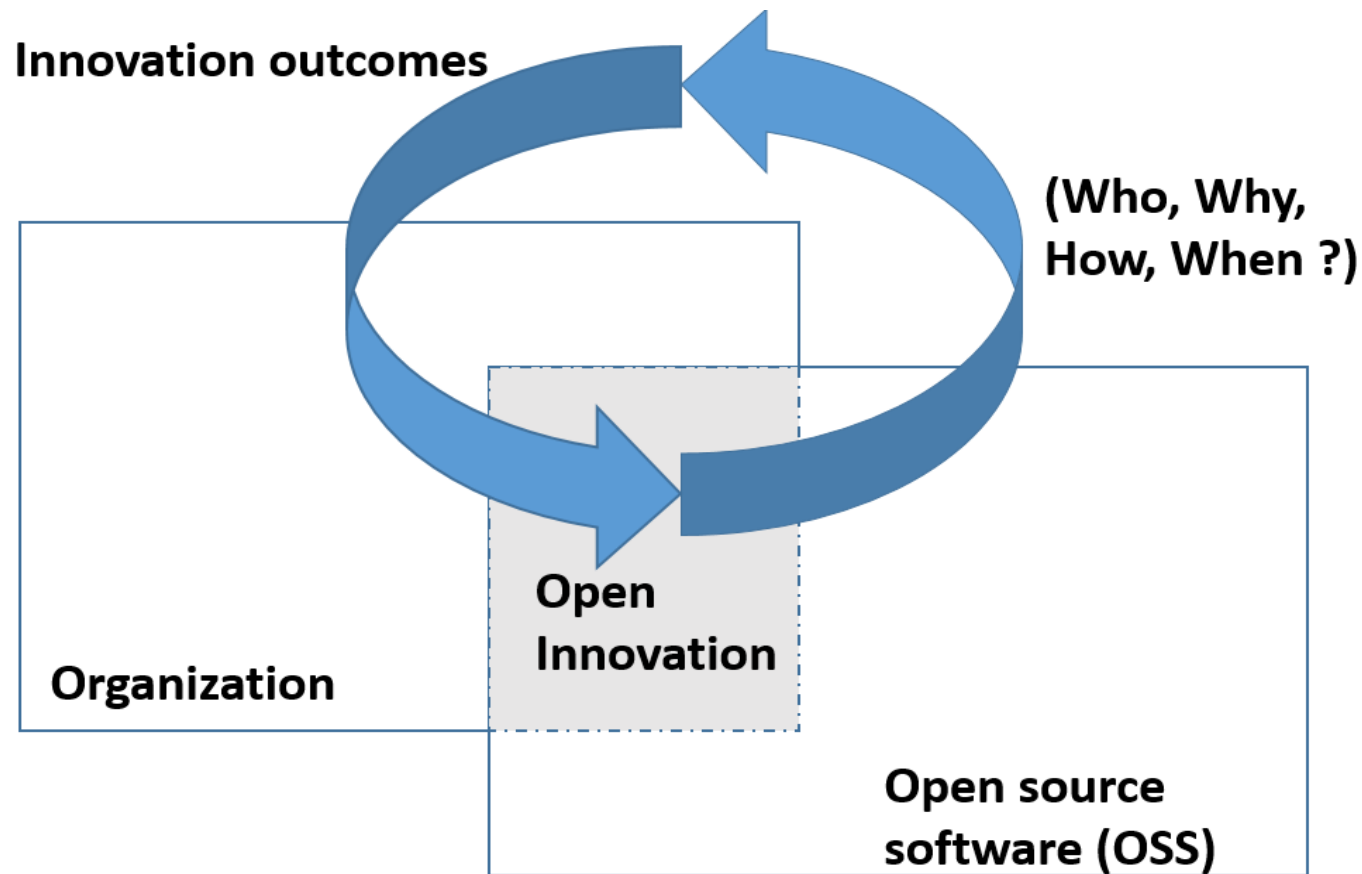 Innovation outcomes
(Who, Why,
How, When ?)
Open
Innovation
Organization
Open source
software (OSS)